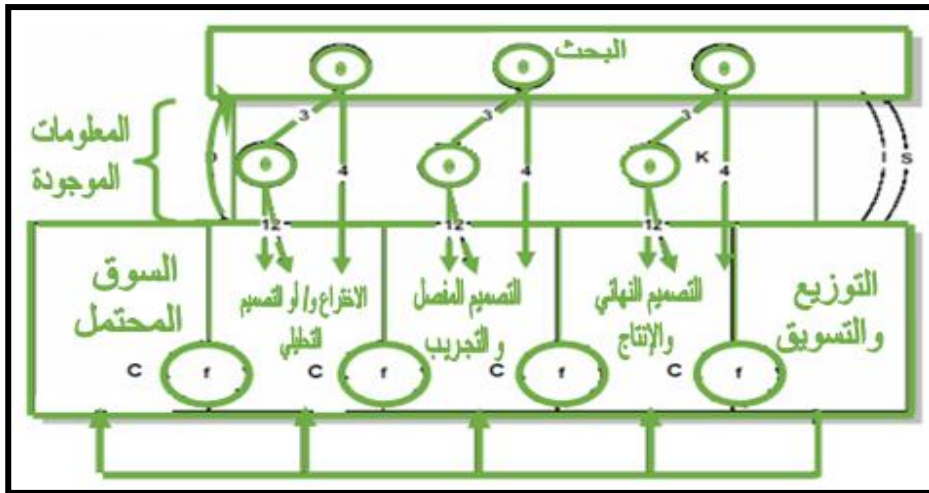 البحث
المعلومات
الموجودة
3
3
3
K
I
S
4
4
4
12
12
12
السوق
المحتمل
الاختراع و/ أو التصميم
التحليلي
التصميم المفصل
و التجريب
التصميم النهائي
والإنتاج
التوزيع
والتسويق
C
f
C
f
C
f
C
f